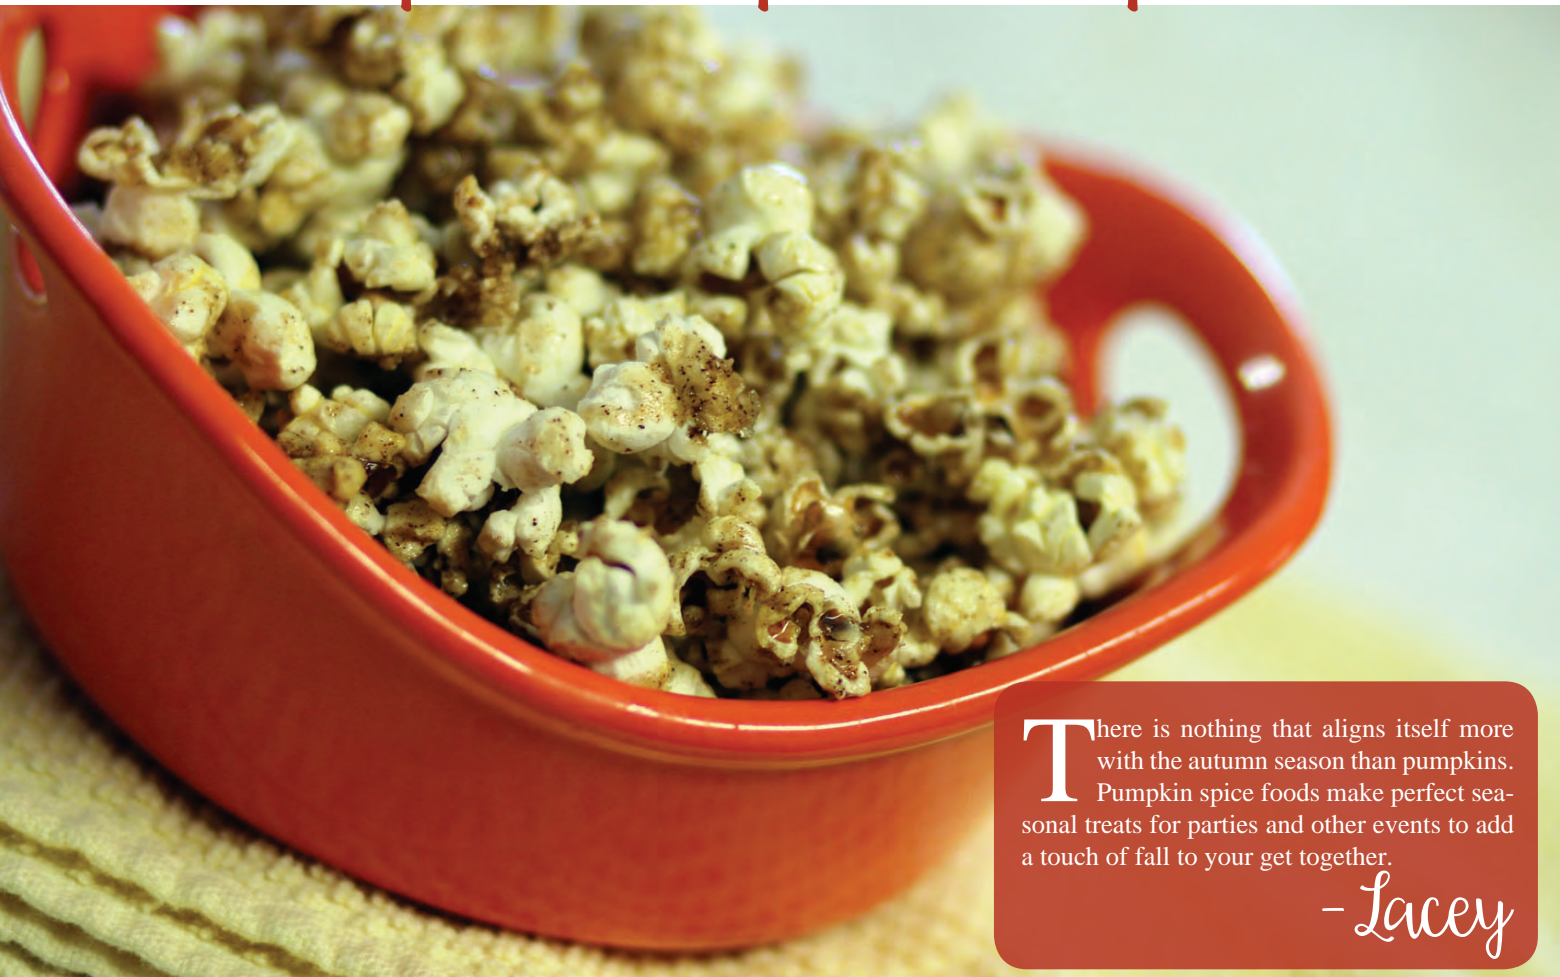 There is nothing that aligns itself more
with the autumn season than pumpkins.
Pumpkin spice foods make perfect sea-
sonal treats for parties and other events to add
a touch of fall to your get together.
- Lacey